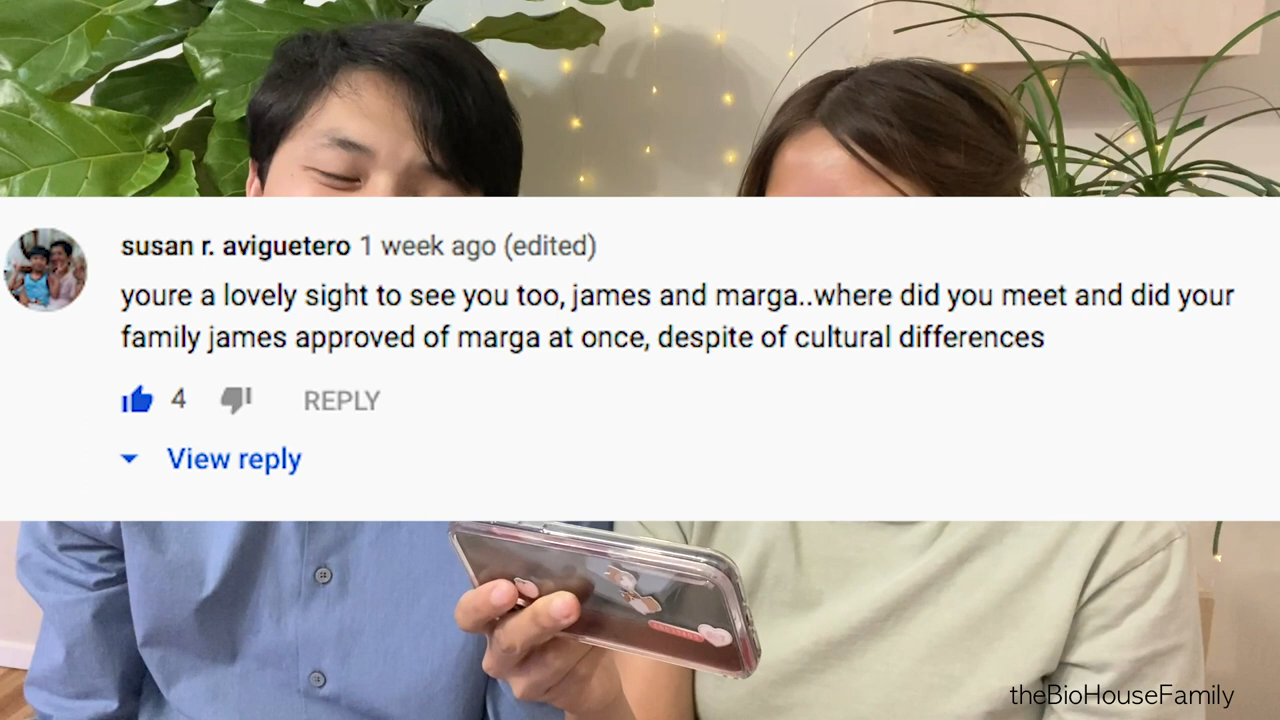 susan r. aviguetero 1 week ago (edited)
youre a lovely sight to see you too, james and marga..where did you meet and did your
family james approved of marga at once, despite of cultural differences
4 REPLY
View reply
theBioHouseFamily